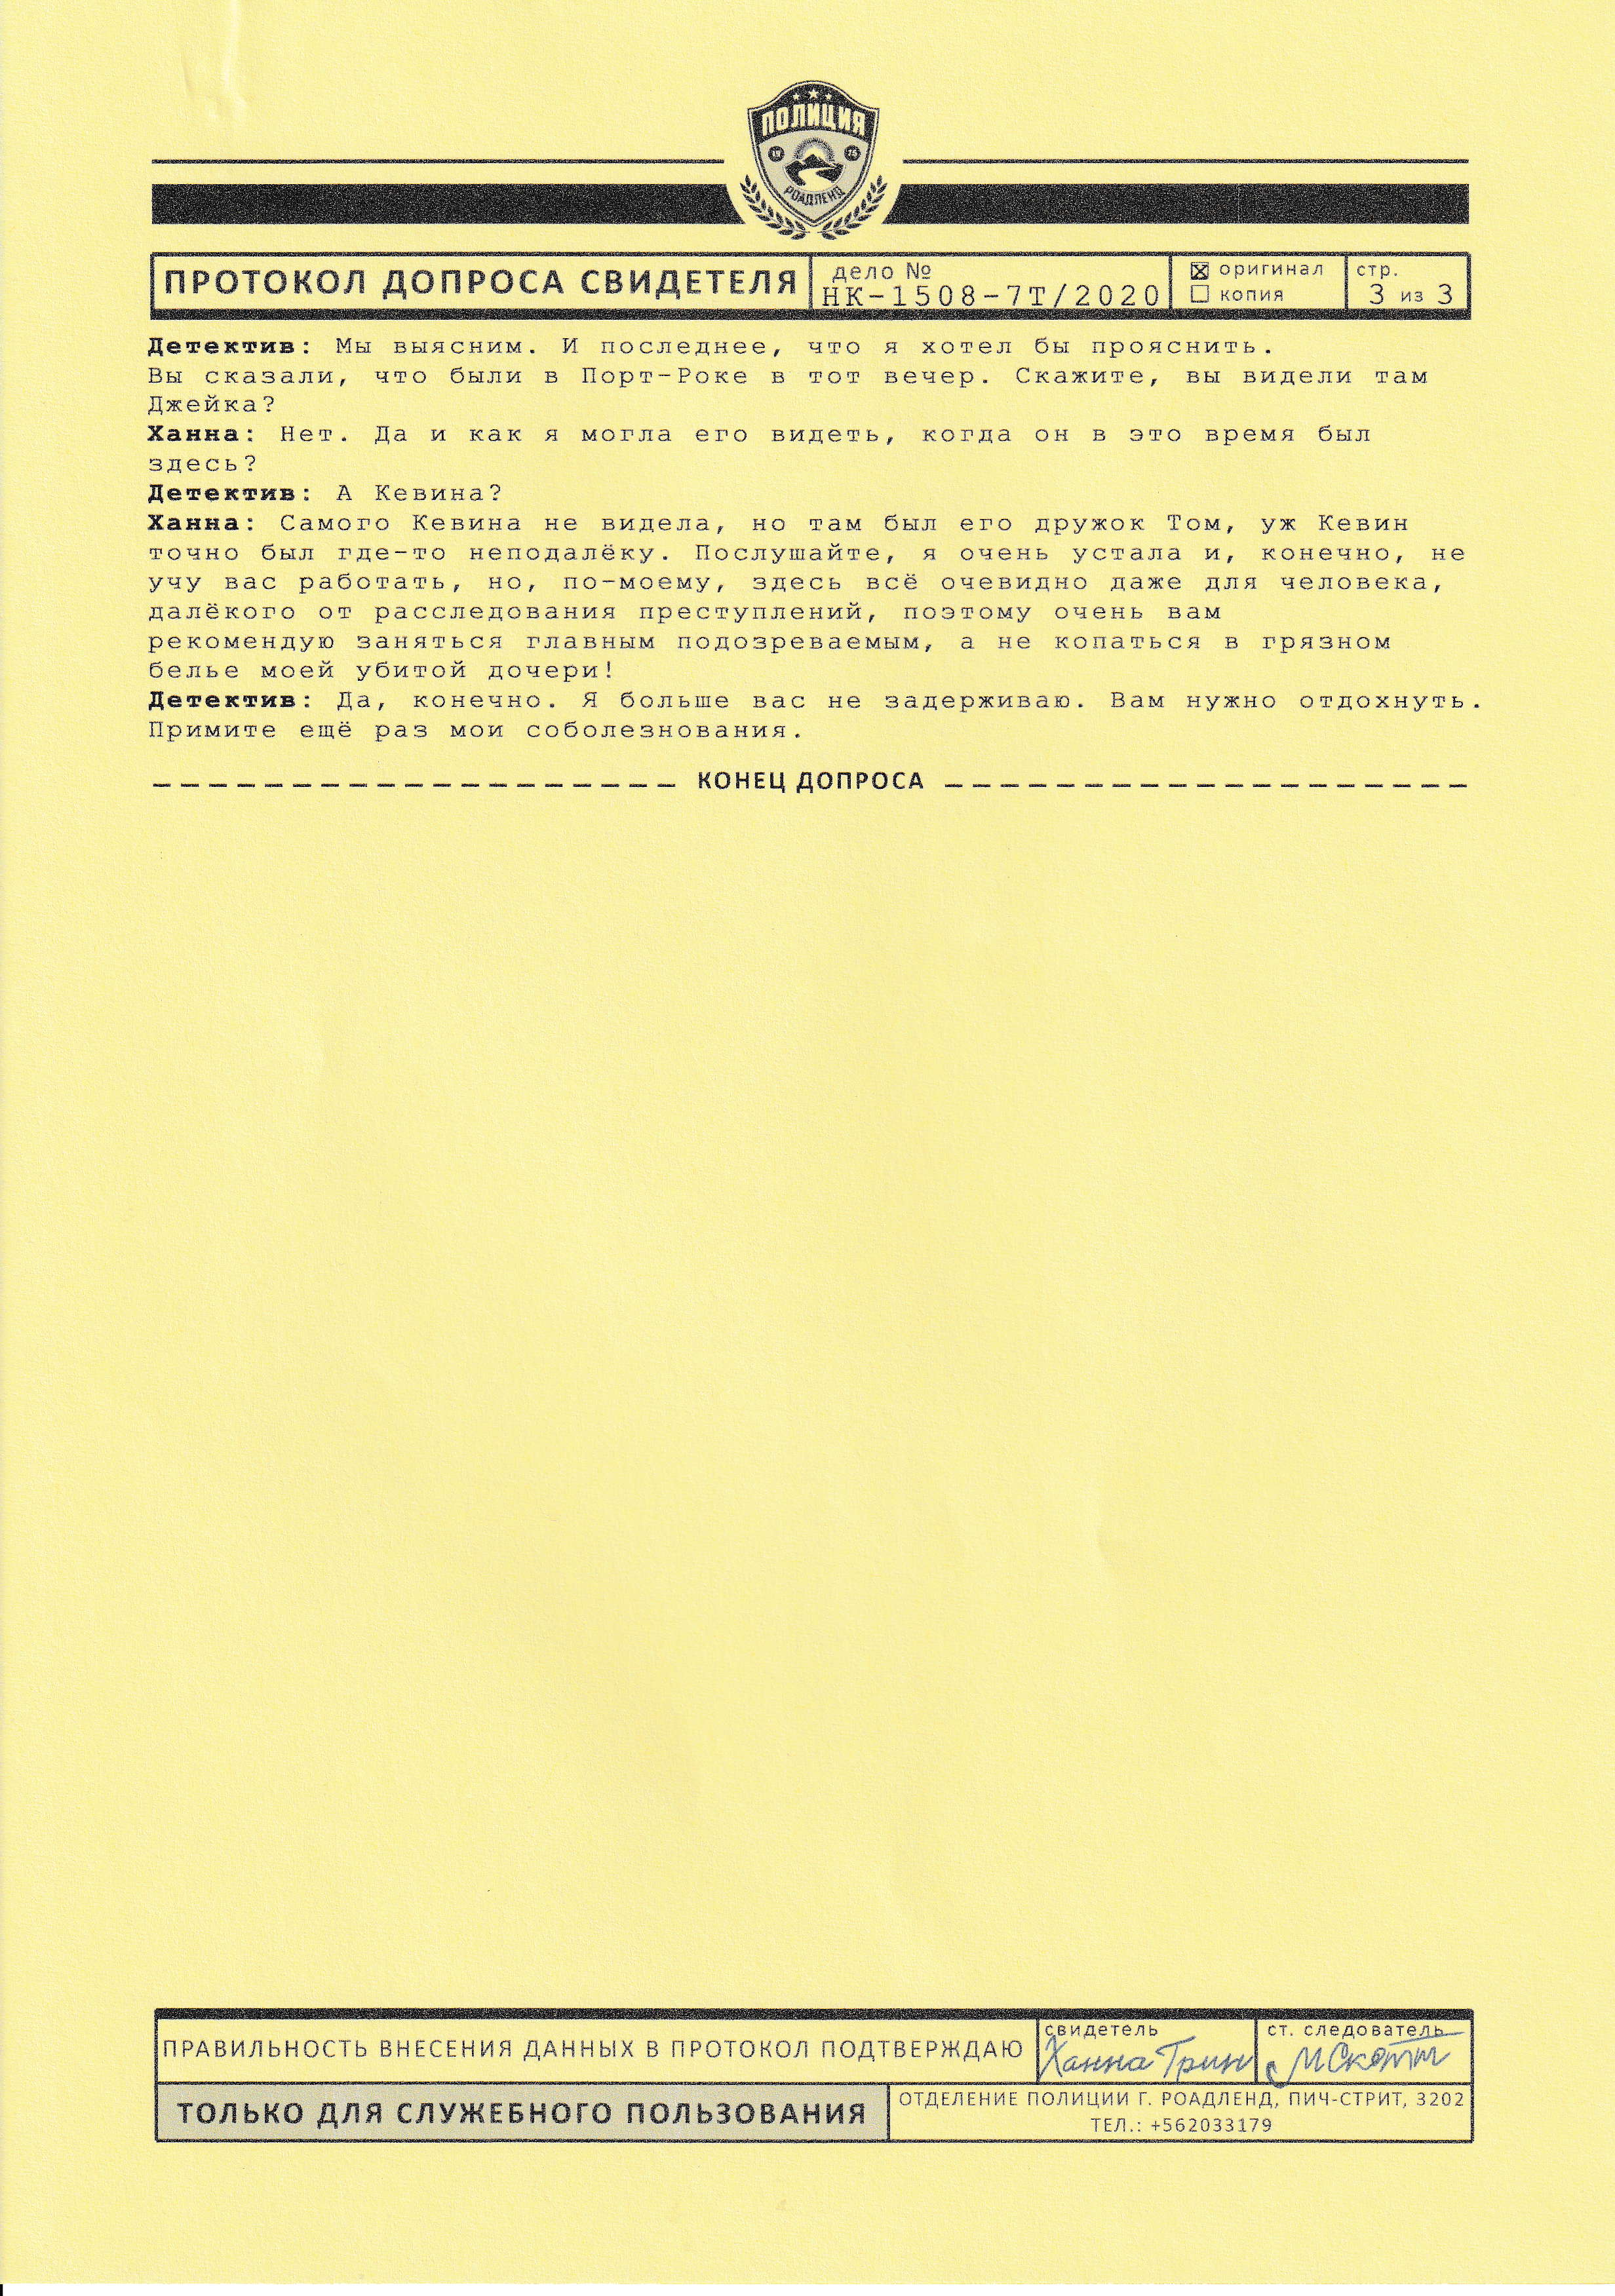 ПОЛИЦИЯ
РОАДЛЕНД
ПРОТОКОЛ ДОПРОСА СВИДЕТЕЛЯ
дело №
НК-1508-7Т/2020
оригинал
копия
стр.
3 из 3
Детектив: Мы выясним. И последнее, что я хотел бы прояснить.
Вы сказали, что были в Порт-Роке в тот вечер. Скажите, вы видели там
Джейка?
Ханна: Нет. Да и как я могла его видеть, когда он в это время был
здесь?
Детектив: А Кевина?
Ханна: Самого Кевина не видела, но там был его дружок Том, уж Кевин
точно был где-то неподалёку. Послушайте, я очень устала и, конечно, не
учу вас работать, но, по-моему, здесь всё очевидно даже для человека,
далёкого от расследования преступлений, поэтому очень вам
рекомендую заняться главным подозреваемым, а не копаться в грязном
белье моей убитой дочери!
Детектив: Да, конечно. Я больше вас не задерживаю. Вам нужно отдохнуть.
Примите ещё раз мои соболезнования.
КОНЕЦ ДОПРОСА
ПРАВИЛЬНОСТЬ ВНЕСЕНИЯ ДАННЫХ В ПРОТОКОЛ ПОДТВЕРЖДАЮ
свидетель
Ханна Грин
ст. следователь
М Скотт
ТОЛЬКО ДЛЯ СЛУЖЕБНОГО ПОЛЬЗОВАНИЯ
ОТДЕЛЕНИЕ ПОЛИЦИИ Г. РОАДЛЕНД, ПИЧ-СТРИТ, 3202
ТЕЛ.: +562033179